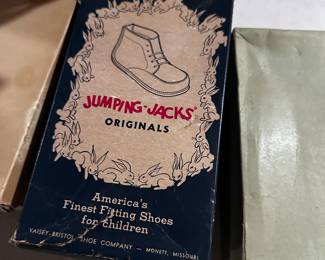 JUMPING-JACKS®
ORIGINALS
America's
Finest Fitting Shoes
for children
VAISEY-BRISTOL SHOE COMPANY — MONETT, MISSOURI